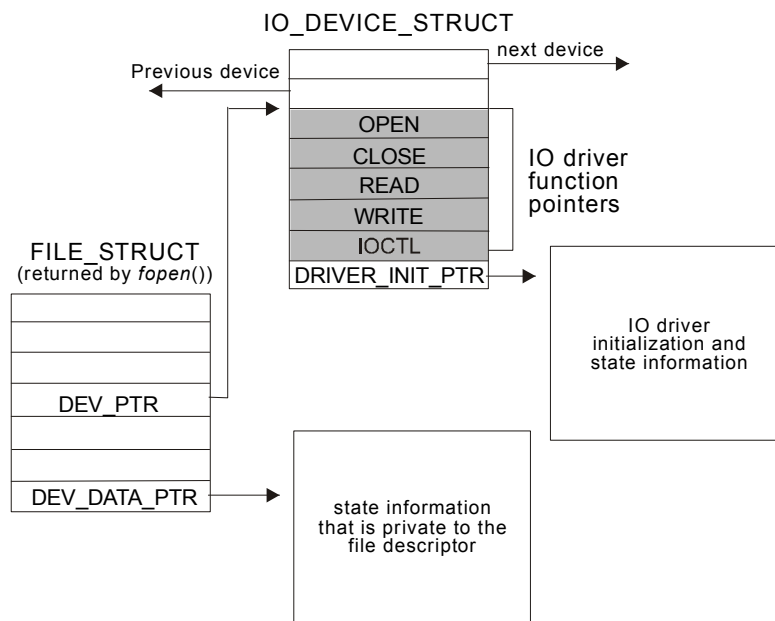 IO_DEVICE_STRUCT
next device
Previous device
OPEN
CLOSE
READ
WRITE
IOCTL
DRIVER_INIT_PTR
IO driver
function
pointers
FILE_STRUCT
(returned by fopen())
DEV_PTR
DEV_DATA_PTR
IO driver
initialization and
state information
state information
that is private to the
file descriptor